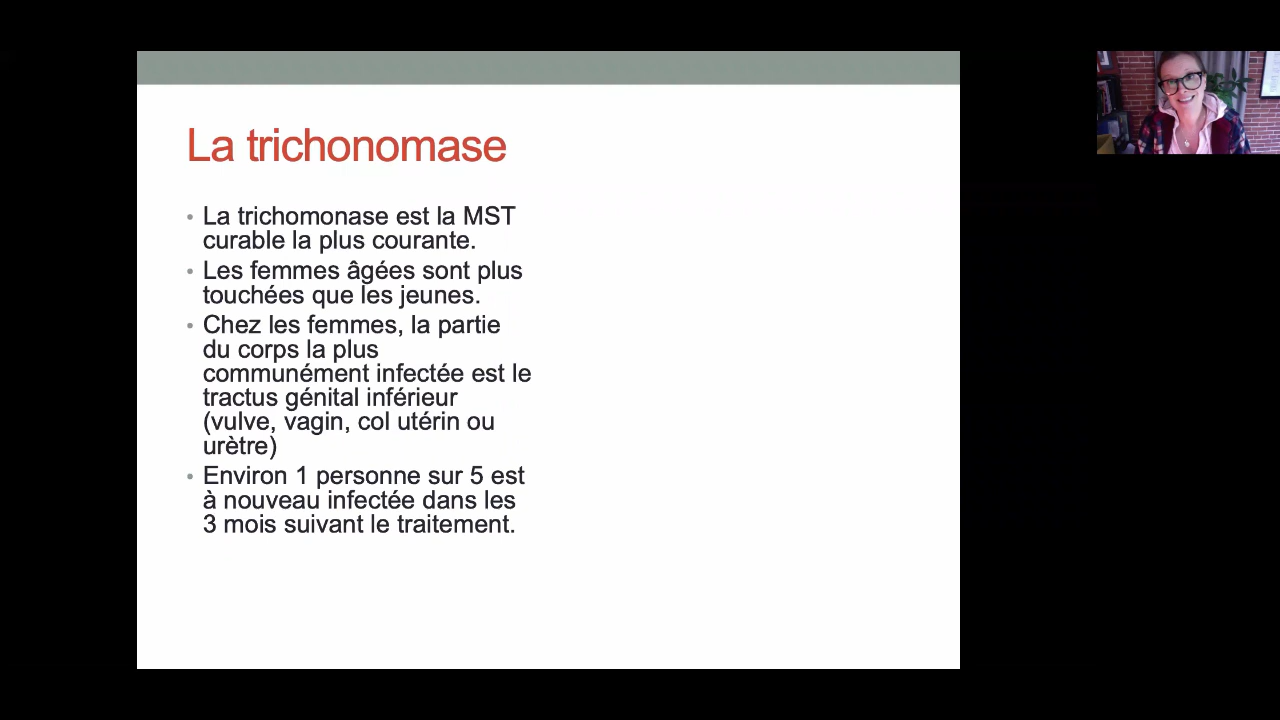 La trichonomase
• La trichomonase est la MST
curable la plus courante.
• Les femmes âgées sont plus
touchées que les jeunes.
• Chez les femmes, la partie
du corps la plus
communément infectée est le
tractus génital inférieur
(vulve, vagin, col utérin ou
urètre)
• Environ 1 personne sur 5 est
à nouveau infectée dans les
3 mois suivant le traitement.